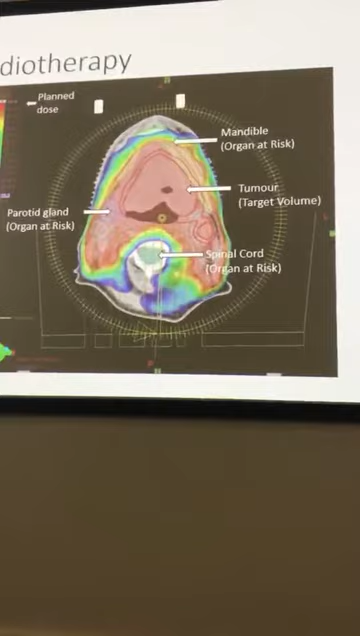 diotherapy
Planned
dose
Mandible
(Organ at Risk)
Tumour
(Target Volume)
Parotid gland
(Organ at Risk)
Spinal Cord
(Organ at Risk)